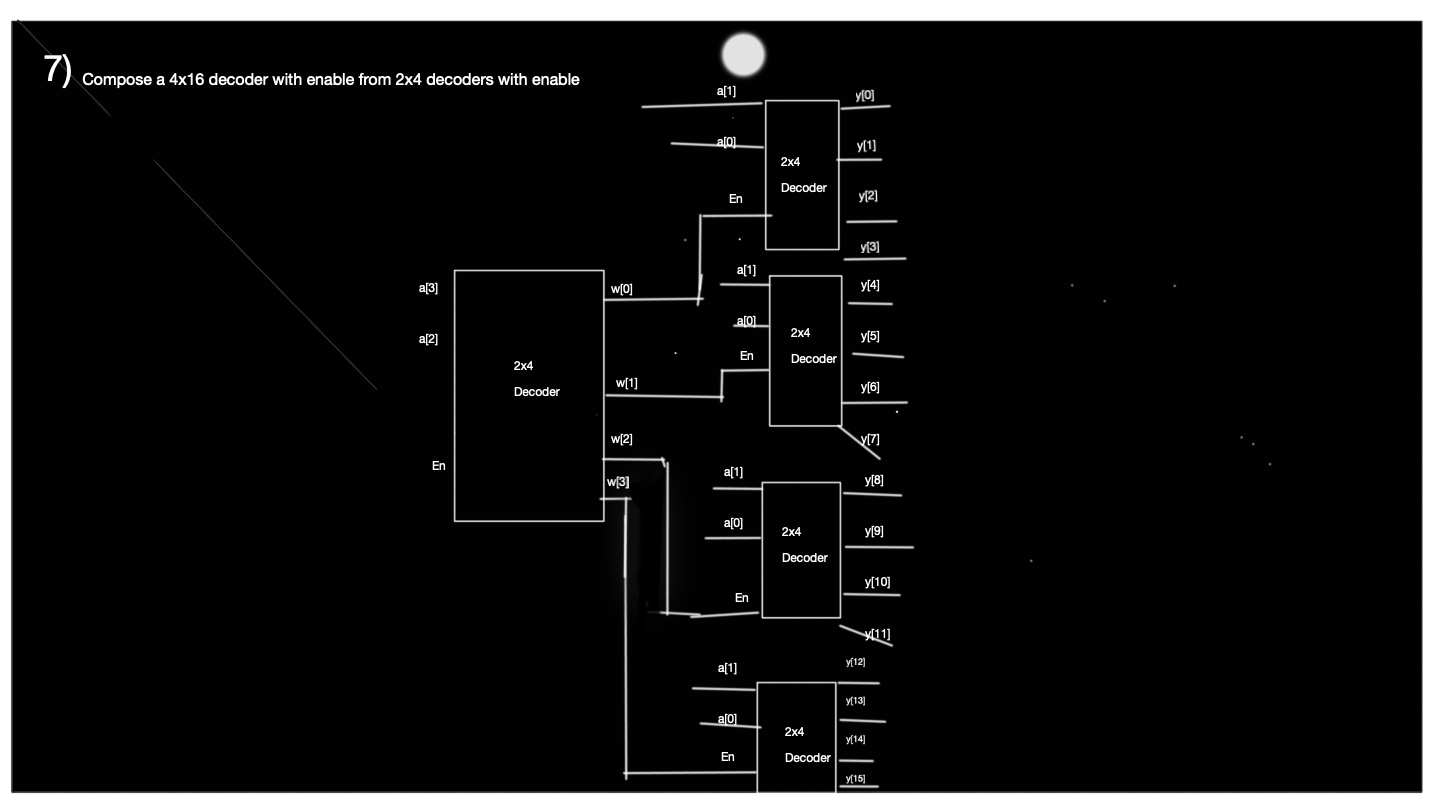 7)
Compose a 4x16 decoder with enable from 2x4 decoders with enable
a[1]
a[0]
En
2x4
Decoder
y[0]
y[1]
y[2]
y[3]
a[3]
a[2]
En
2x4
Decoder
w[0]
w[1]
w[2]
w[3]
a[1]
a[0]
En
2x4
Decoder
y[4]
y[5]
y[6]
y[7]
a[1]
a[0]
En
2x4
Decoder
y[8]
y[9]
y[10]
y[11]
a[1]
a[0]
En
2x4
Decoder
y[12]
y[13]
y[14]
y[15]